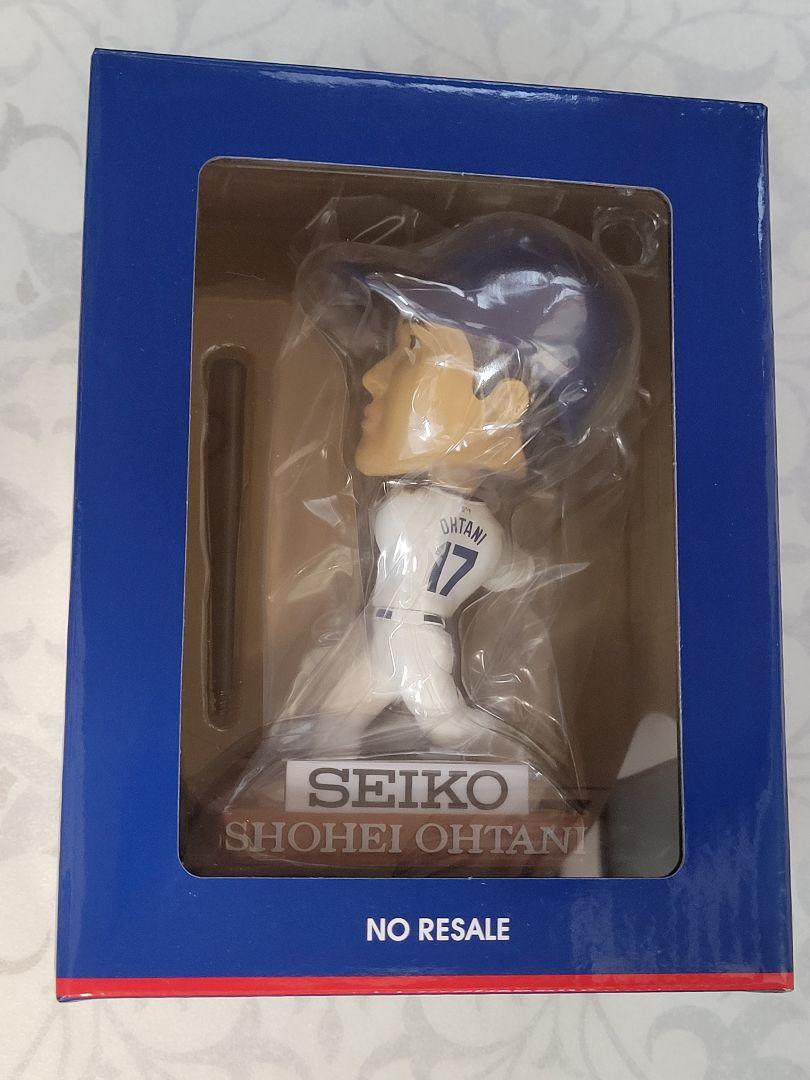 OHTANI
17
SEIKO
SHOHEI OHTANI
NO RESALE